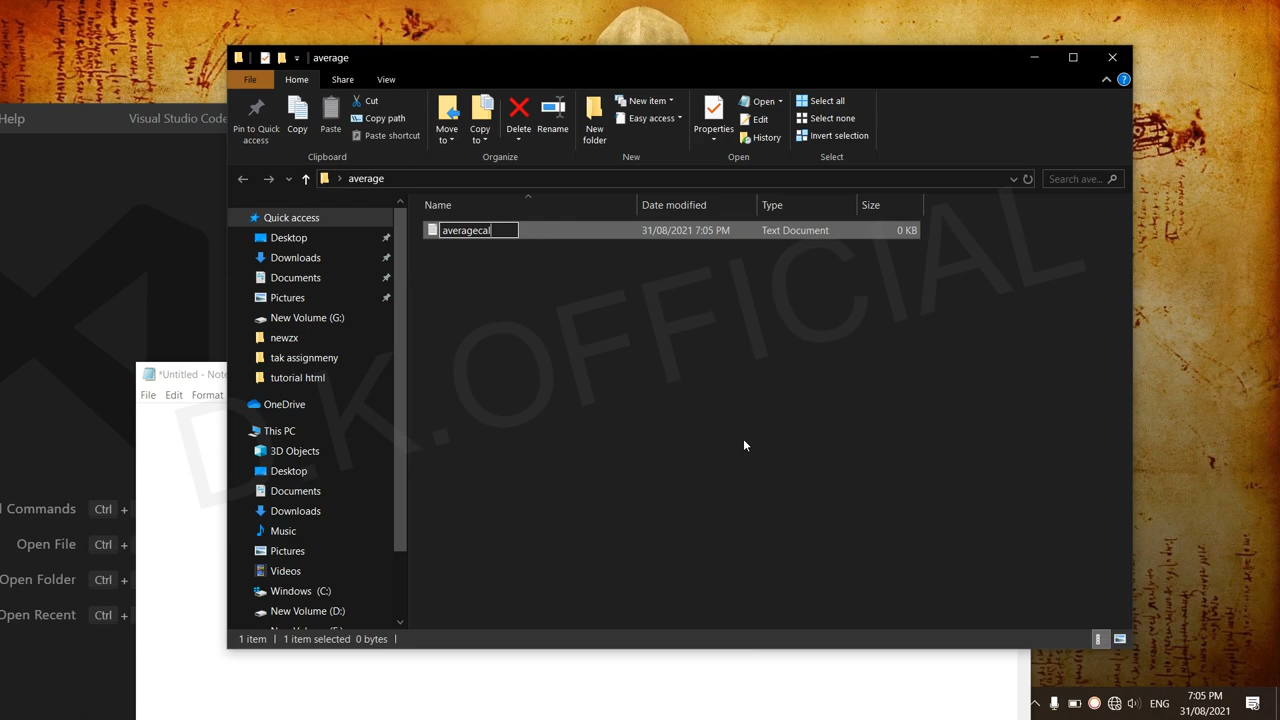 average
File Home Share View
Pin to Quick access
Copy
Paste
Cut
Copy path
Paste shortcut
Clipboard
Move to
Copy to
Delete
Rename
Organize
New folder
New item
Easy access
New
Properties
Open
Edit
History
Open
Select all
Select none
Invert selection
Select
average
Search ave...
Name Date modified Type Size
averagecal 31/08/2021 7:05 PM Text Document 0 KB
Quick access
Desktop
Downloads
Documents
Pictures
New Volume (G:)
newzx
tak assignmeny
tutorial html
OneDrive
This PC
3D Objects
Desktop
Documents
Downloads
Music
Pictures
Videos
Windows (C:)
New Volume (D:)
1 item 1 item selected 0 bytes
Help Visual Studio Code
*Untitled - Note
File Edit Format
Commands Ctrl +
Open File Ctrl +
Open Folder Ctrl +
Open Recent Ctrl +
D.K.OFFICIAL
ENG
7:05 PM
31/08/2021